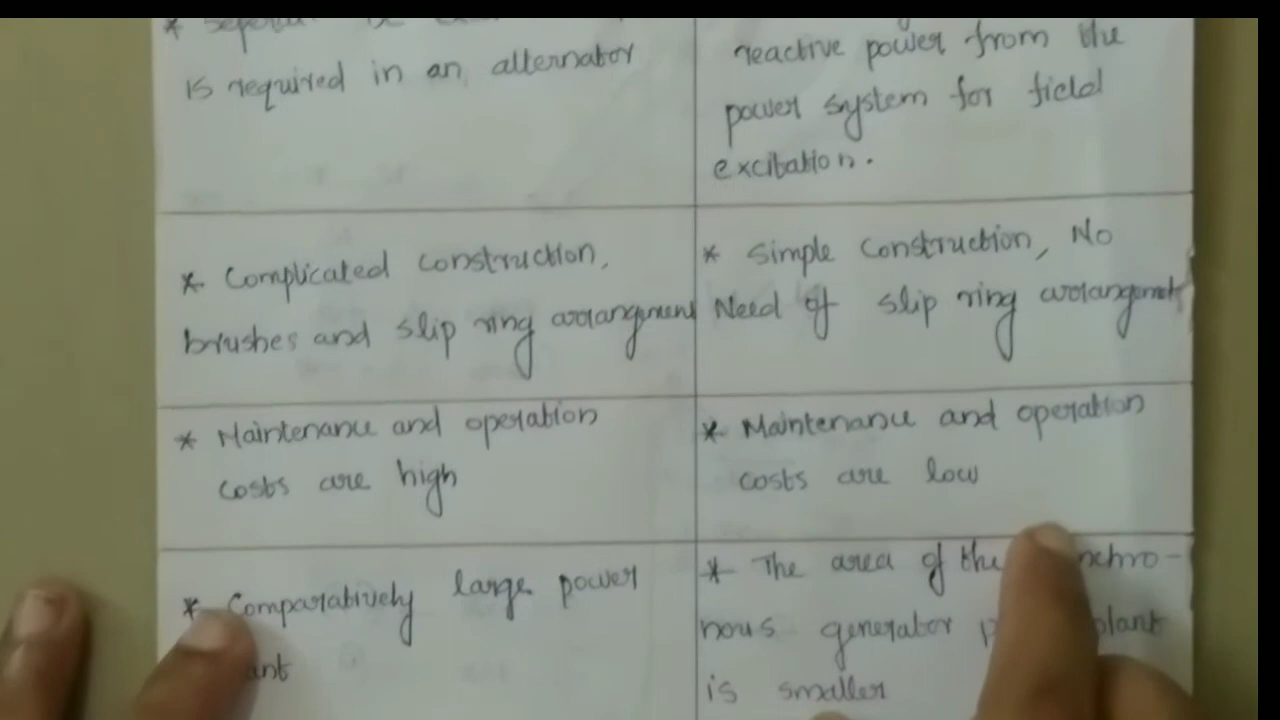 is required in an alternator
reactive power from the
power system for field
excitation.
* Complicated construction,
brushes and slip ring arrangment
* Simple Construction, No
Need of slip ring arrangement
* Maintenance and operation
costs are high
* Maintenance and operation
costs are low
* Comparatively large power
* The area of the
nous generator plant
is smaller